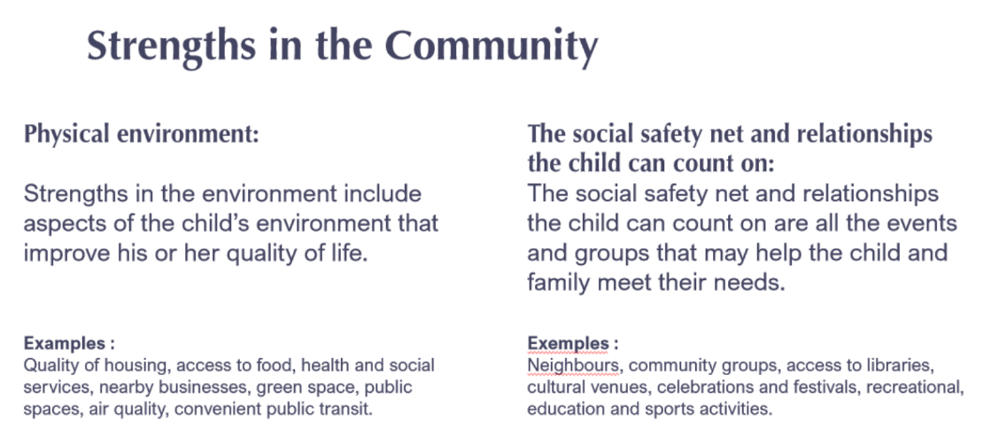 Strengths in the Community
Physical environment:
Strengths in the environment include
aspects of the child’s environment that
improve his or her quality of life.
Examples :
Quality of housing, access to food, health and social
services, nearby businesses, green space, public
spaces, air quality, convenient public transit.
The social safety net and relationships
the child can count on:
The social safety net and relationships
the child can count on are all the events
and groups that may help the child and
family meet their needs.
Exemples :
Neighbours, community groups, access to libraries,
cultural venues, celebrations and festivals, recreational,
education and sports activities.